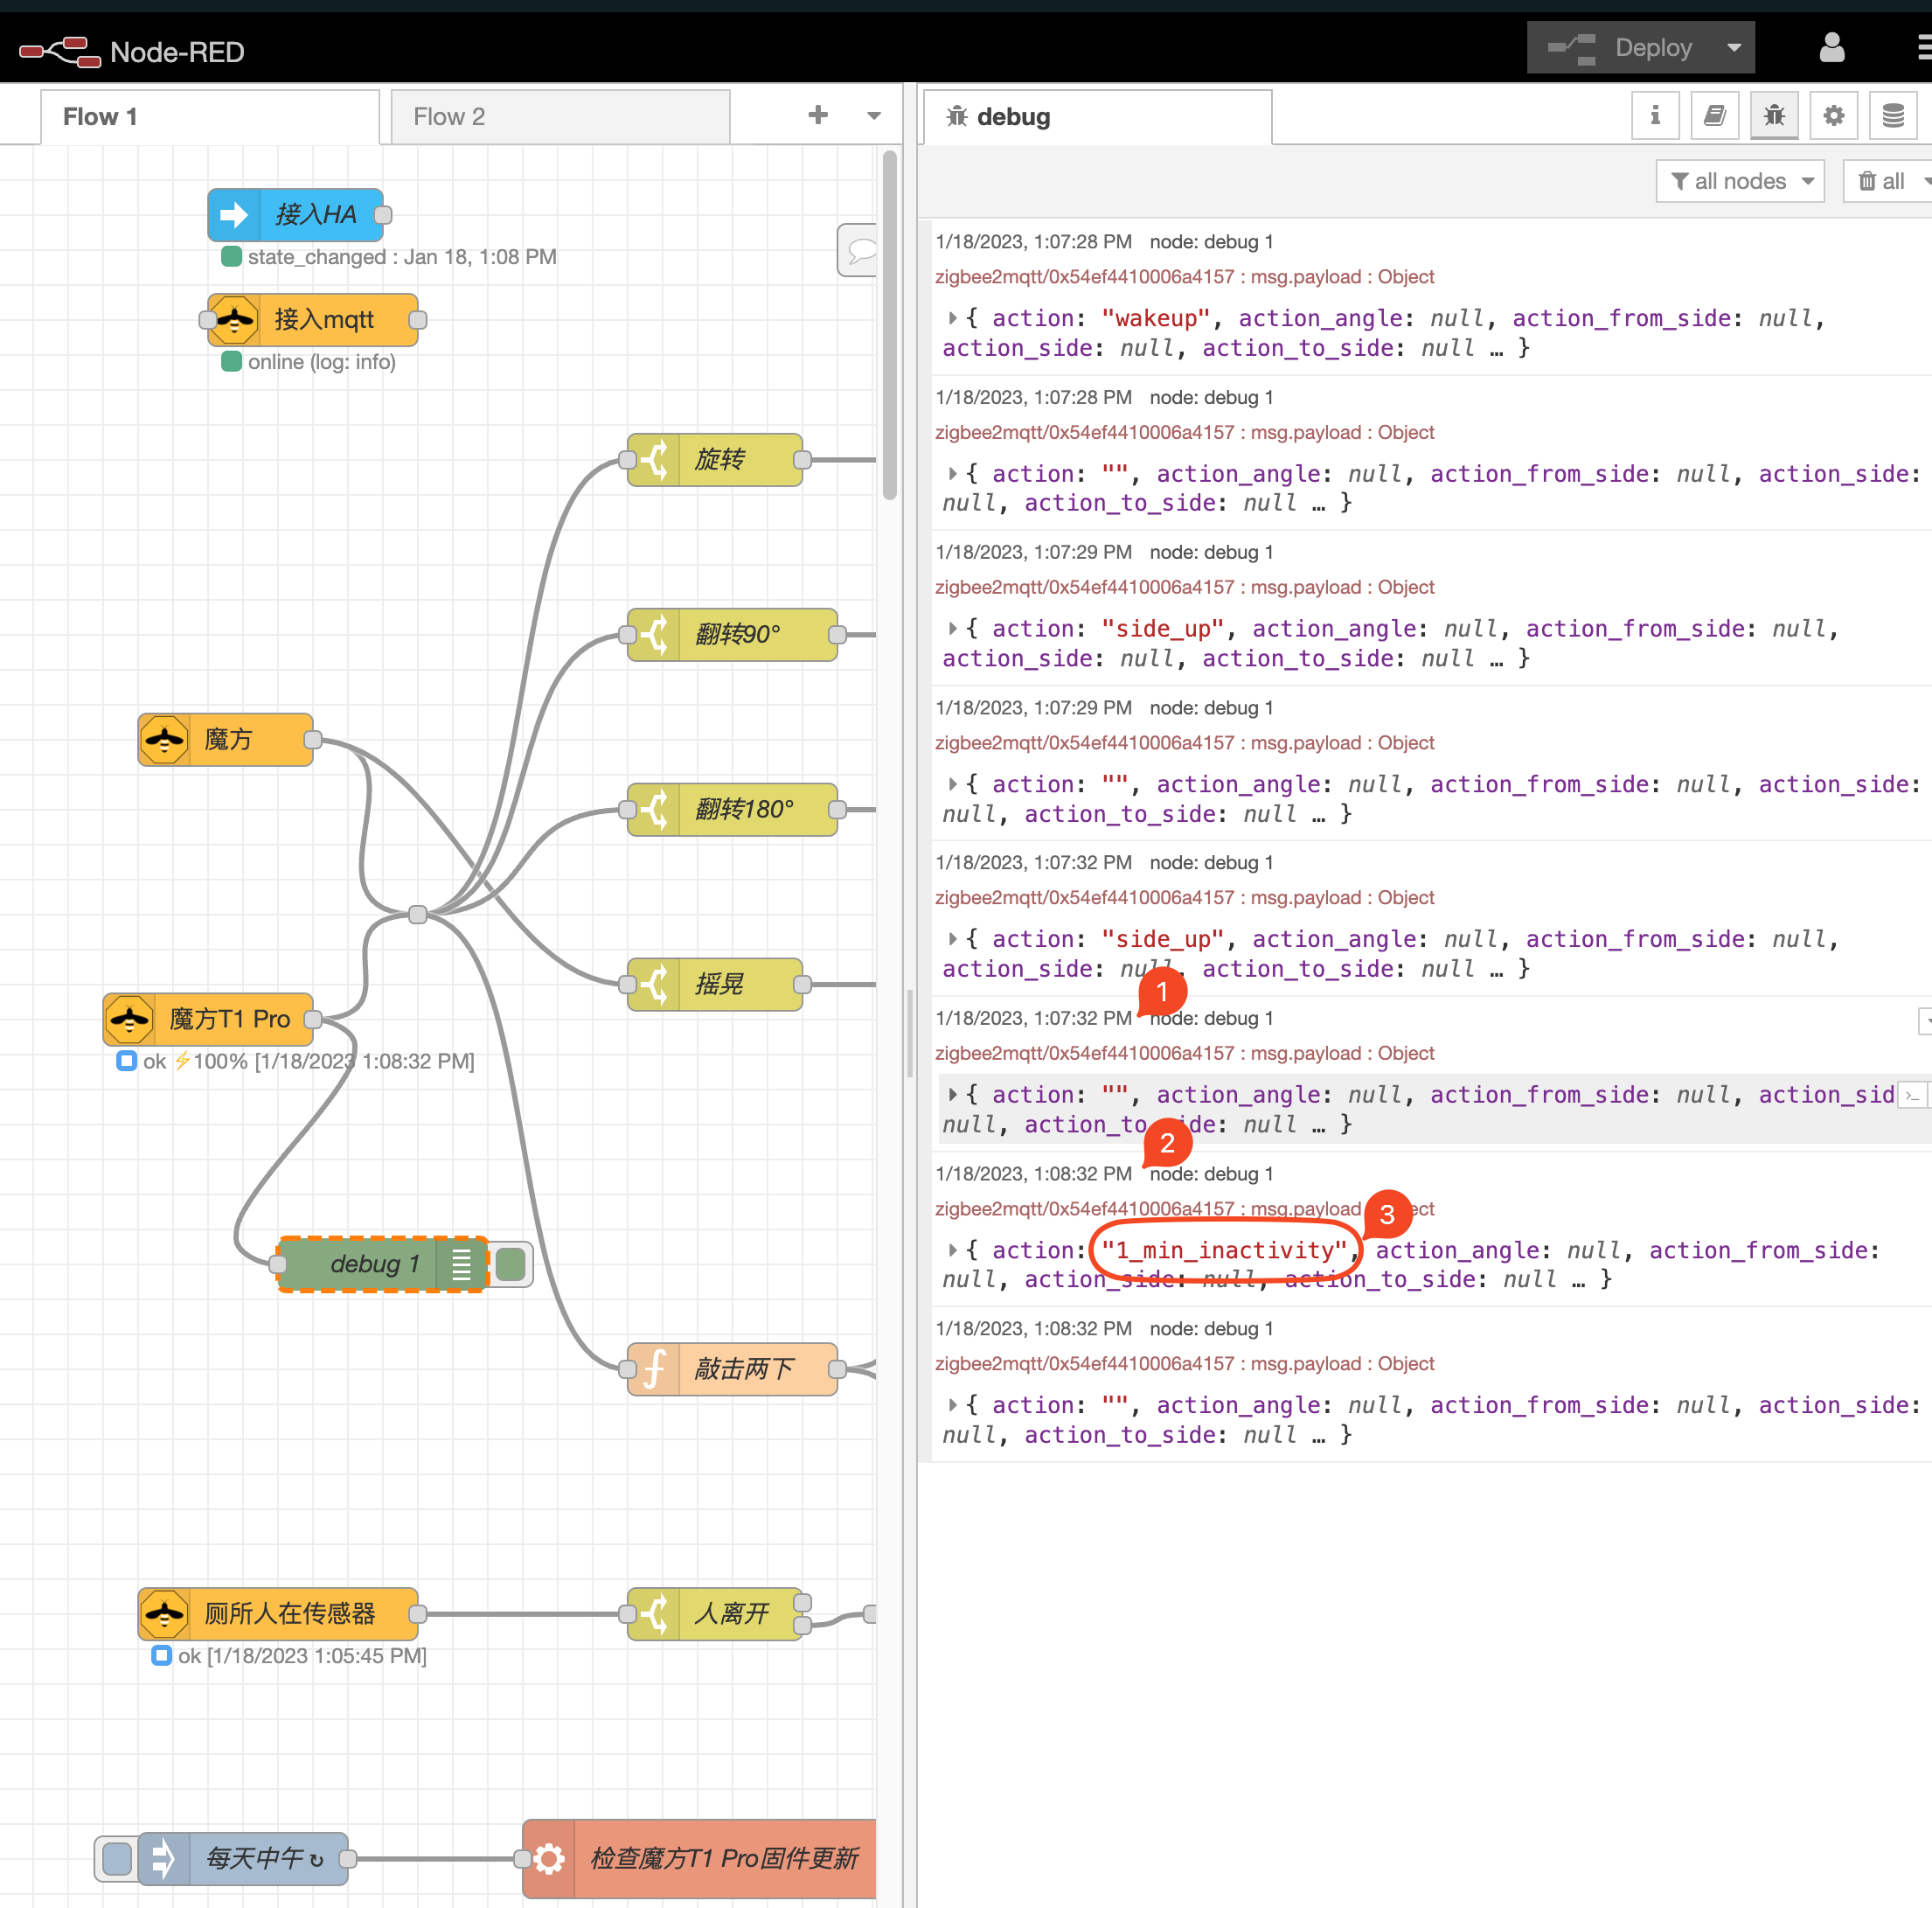 Node-RED
Deploy
Flow 1
Flow 2
接入HA
state_changed : Jan 18, 1:08 PM
接入mqtt
online (log: info)
旋转
翻转90°
魔方
翻转180°
摇晃
魔方T1 Pro
ok ⚡100% [1/18/2023 1:08:32 PM]
debug 1
敲击两下
厕所人在传感器
人离开
ok [1/18/2023 1:05:45 PM]
每天中午 ↻
检查魔方T1 Pro固件更新
debug
all nodes
all
1/18/2023, 1:07:28 PM node: debug 1
zigbee2mqtt/0x54ef4410006a4157 : msg.payload : Object
{ action: "wakeup", action_angle: null, action_from_side: null,
action_side: null, action_to_side: null … }
1/18/2023, 1:07:28 PM node: debug 1
zigbee2mqtt/0x54ef4410006a4157 : msg.payload : Object
{ action: "", action_angle: null, action_from_side: null, action_side:
null, action_to_side: null … }
1/18/2023, 1:07:29 PM node: debug 1
zigbee2mqtt/0x54ef4410006a4157 : msg.payload : Object
{ action: "side_up", action_angle: null, action_from_side: null,
action_side: null, action_to_side: null … }
1/18/2023, 1:07:29 PM node: debug 1
zigbee2mqtt/0x54ef4410006a4157 : msg.payload : Object
{ action: "", action_angle: null, action_from_side: null, action_side:
null, action_to_side: null … }
1/18/2023, 1:07:32 PM node: debug 1
zigbee2mqtt/0x54ef4410006a4157 : msg.payload : Object
{ action: "side_up", action_angle: null, action_from_side: null,
action_side: null, action_to_side: null … }
1
1/18/2023, 1:07:32 PM node: debug 1
zigbee2mqtt/0x54ef4410006a4157 : msg.payload : Object
{ action: "", action_angle: null, action_from_side: null, action_sid
null, action_to_side: null … }
2
1/18/2023, 1:08:32 PM node: debug 1
zigbee2mqtt/0x54ef4410006a4157 : msg.payload ect
3
{ action: "1_min_inactivity", action_angle: null, action_from_side:
null, action_side: null, action_to_side: null … }
1/18/2023, 1:08:32 PM node: debug 1
zigbee2mqtt/0x54ef4410006a4157 : msg.payload : Object
{ action: "", action_angle: null, action_from_side: null, action_side:
null, action_to_side: null … }